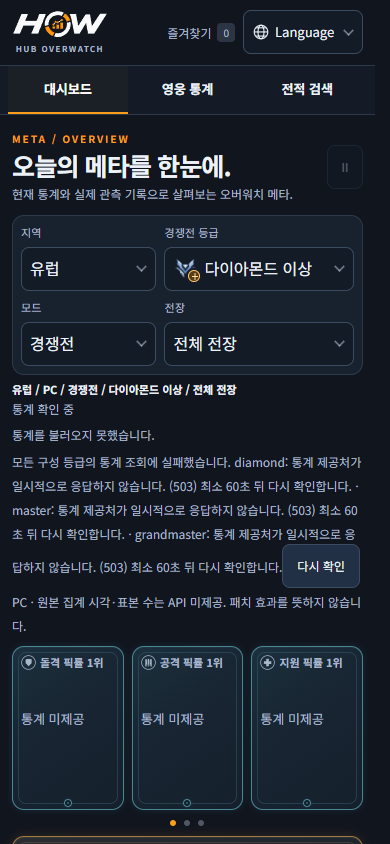 HOW
HUB OVERWATCH
즐겨찾기 0
Language
대시보드
영웅 통계
전적 검색
META / OVERVIEW
오늘의 메타를 한눈에.
현재 통계와 실제 관측 기록으로 살펴보는 오버워치 메타.
지역
경쟁전 등급
유럽
다이아몬드 이상
모드
전장
경쟁전
전체 전장
유럽 / PC / 경쟁전 / 다이아몬드 이상 / 전체 전장
통계 확인 중
통계를 불러오지 못했습니다.
모든 구성 등급의 통계 조회에 실패했습니다. diamond: 통계 제공처가
일시적으로 응답하지 않습니다. (503) 최소 60초 뒤 다시 확인합니다. ·
master: 통계 제공처가 일시적으로 응답하지 않습니다. (503) 최소 60
초 뒤 다시 확인합니다. · grandmaster: 통계 제공처가 일시적으로 응
답하지 않습니다. (503) 최소 60초 뒤 다시 확인합니다.
다시 확인
PC · 원본 집계 시각·표본 수는 API 미제공. 패치 효과를 뜻하지 않습니
다.
돌격 픽률 1위
공격 픽률 1위
지원 픽률 1위
통계 미제공
통계 미제공
통계 미제공